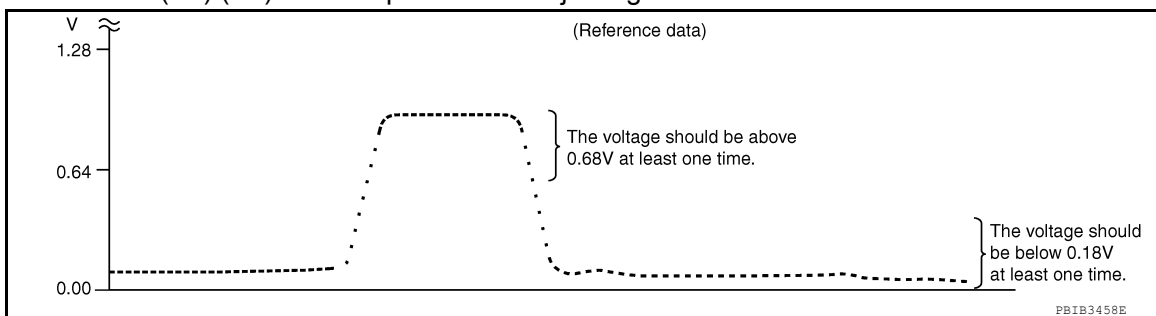 V
(Reference data)
1.28
The voltage should be above
0.68V at least one time.
0.64
The voltage should
be below 0.18V
at least one time.
0.00
PBIB3458E